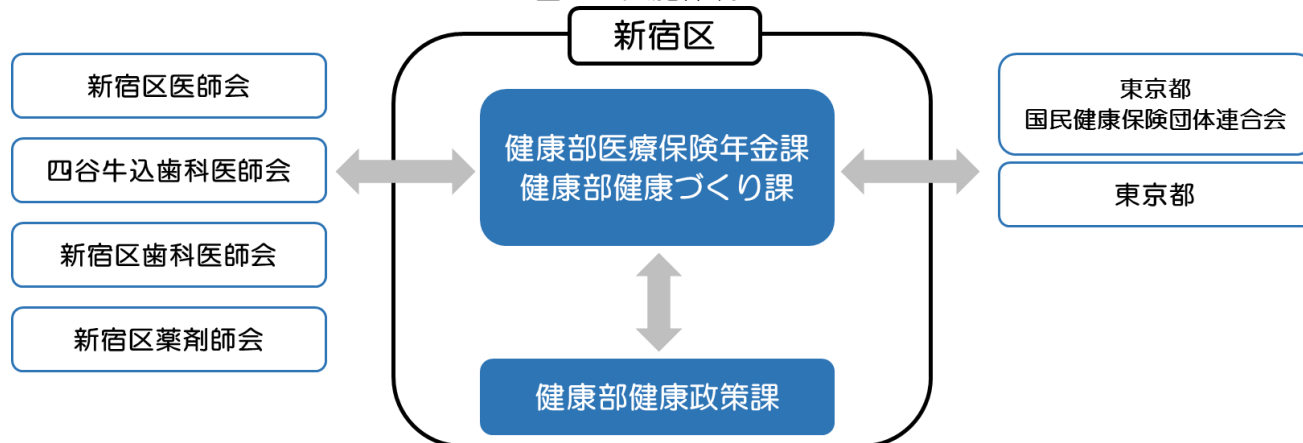 新宿区
新宿区医師会
四谷牛込歯科医師会
新宿区歯科医師会
新宿区薬剤師会
健康部医療保険年金課
健康部健康づくり課
健康部健康政策課
東京都
国民健康保険団体連合会
東京都